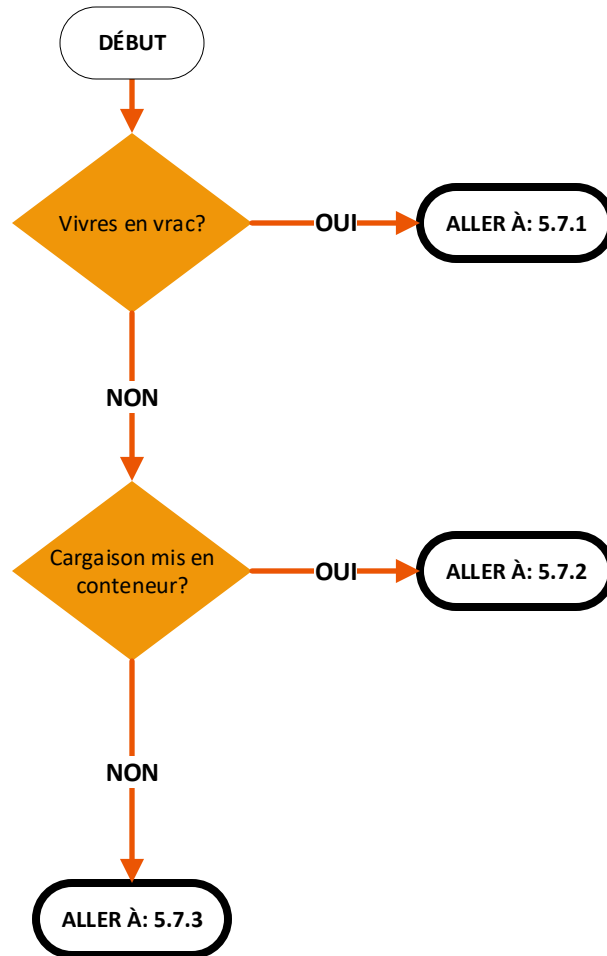 DÉBUT
Vivres en vrac?
OUI
ALLER À: 5.7.1
NON
Cargaison mis en
conteneur?
OUI
ALLER À: 5.7.2
NON
ALLER À: 5.7.3